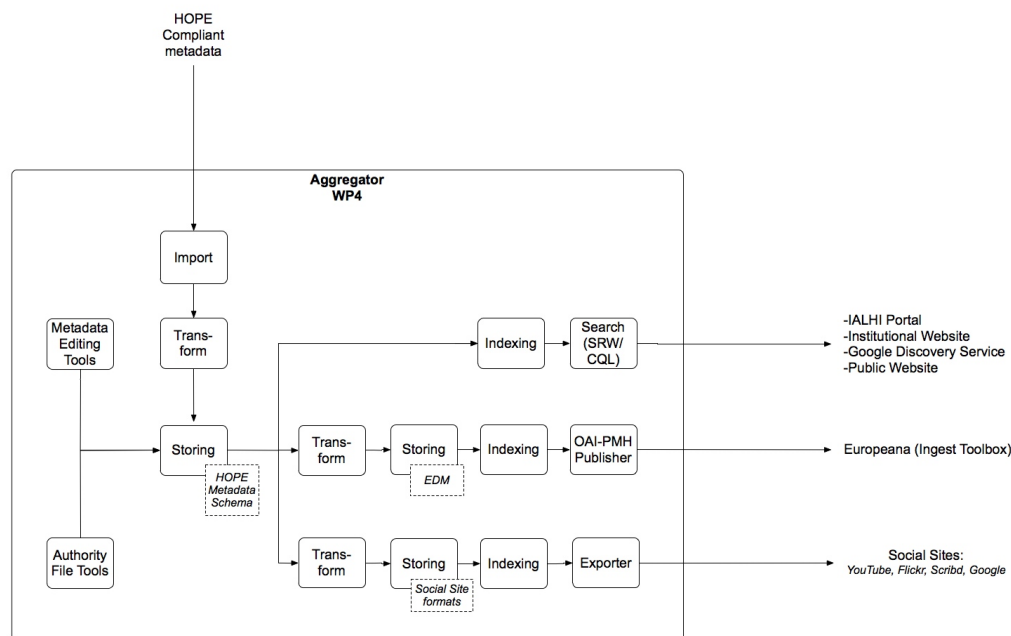 HOPE
Compliant
metadata
Aggregator
WP4
Import
Metadata
Editing
Tools
Trans-
form
Indexing
Search
(SRW/
CQL)
-IALHI Portal
-Institutional Website
-Google Discovery Service
-Public Website
Storing
HOPE
Metadata
Schema
Trans-
form
Storing
EDM
Indexing
OAI-PMH
Publisher
Europeana (Ingest Toolbox)
Authority
File Tools
Trans-
form
Storing
Social Site
formats
Indexing
Exporter
Social Sites:
YouTube, Flickr, Scribd, Google